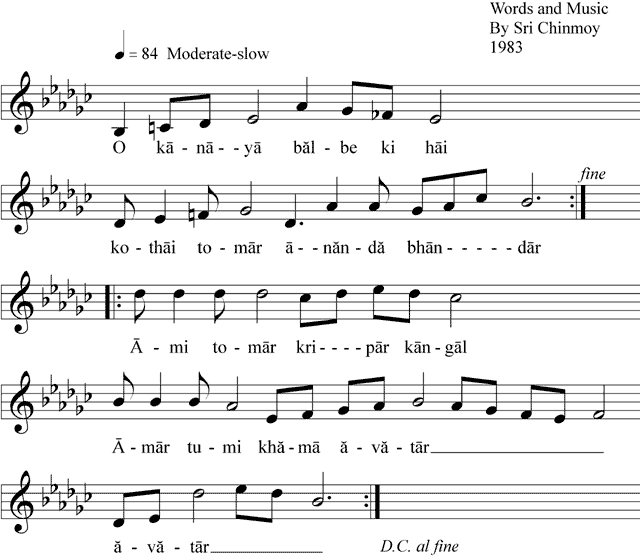 Words and Music
By Sri Chinmoy
1983
= 84 Moderate-slow
O kā - nā - - yā băl - be ki hāi
fine
ko - thāi to - mār ā - - năn - dă bhān - - - - - dār
Ā - mi to - mār kri - - - - pār kān - gāl
Ā - mār tu - mi khă - mā ă - vă - tār
ă - vă - tār
D.C. al fine